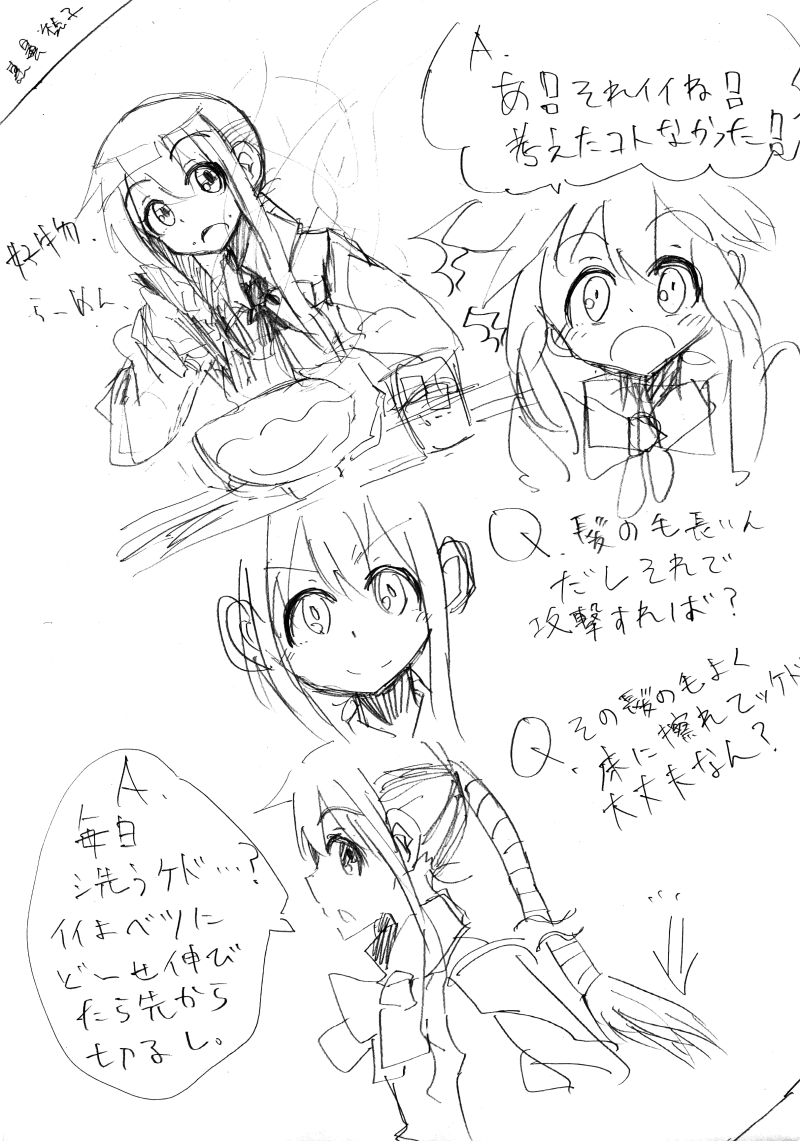 A.
あ!!それイイね!!
考えたコトなかった!!
好物.
らーめん
Q.髪の毛長いん
だしそれで
攻撃すれば?
Q.その髪の毛よく
床に擦れてッケド
大丈夫なん?
A.
毎日
洗うケド…?
イイよベツに
どーせ伸び
たら先から
切るし。